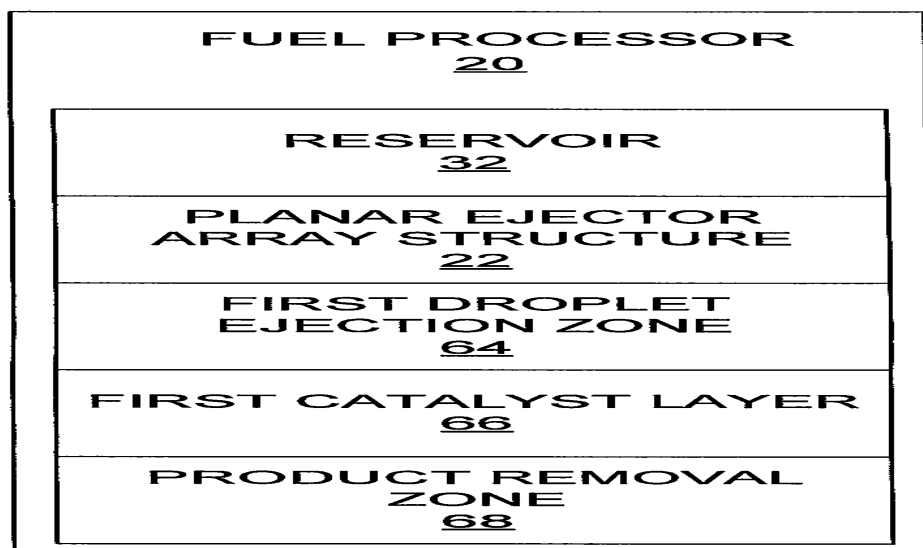 FUEL PROCESSOR
20
RESERVOIR
32
PLANAR EJECTOR
ARRAY STRUCTURE
22
FIRST DROPLET
EJECTION ZONE
64
FIRST CATALYST LAYER
66
PRODUCT REMOVAL
ZONE
68